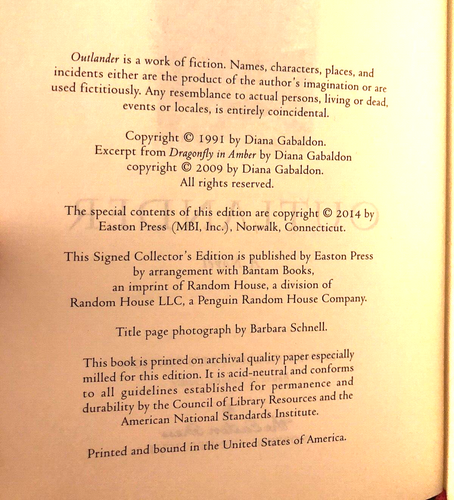 Outlander is a work of fiction. Names, characters, places, and
incidents either are the product of the author's imagination or are
used fictitiously. Any resemblance to actual persons, living or dead,
events or locales, is entirely coincidental.
Copyright © 1991 by Diana Gabaldon.
Excerpt from Dragonfly in Amber by Diana Gabaldon
copyright © 2009 by Diana Gabaldon.
All rights reserved.
The special contents of this edition are copyright © 2014 by
Easton Press (MBI, Inc.), Norwalk, Connecticut.
This Signed Collector's Edition is published by Easton Press
by arrangement with Bantam Books,
an imprint of Random House, a division of
Random House LLC, a Penguin Random House Company.
Title page photograph by Barbara Schnell.
This book is printed on archival quality paper especially
milled for this edition. It is acid-neutral and conforms
to all guidelines established for permanence and
durability by the Council of Library Resources and the
American National Standards Institute.
Printed and bound in the United States of America.